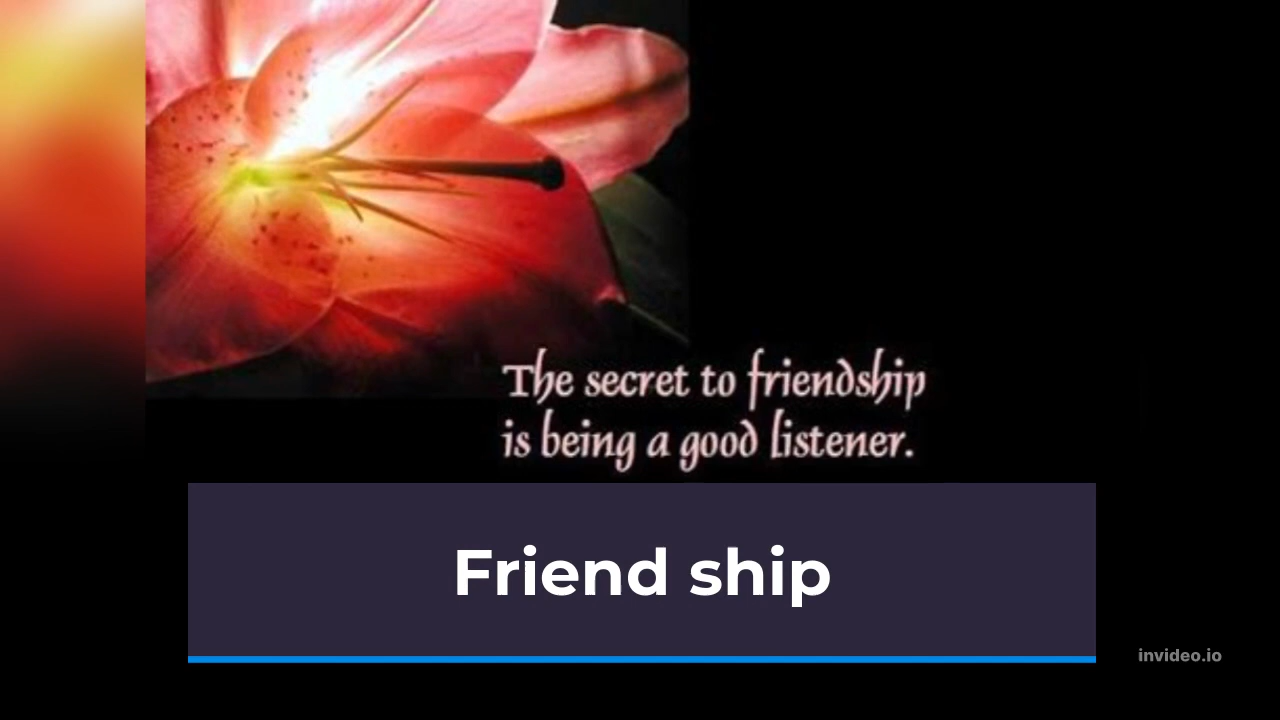 The secret to friendship
is being a good listener.
Friend ship
invideo.io